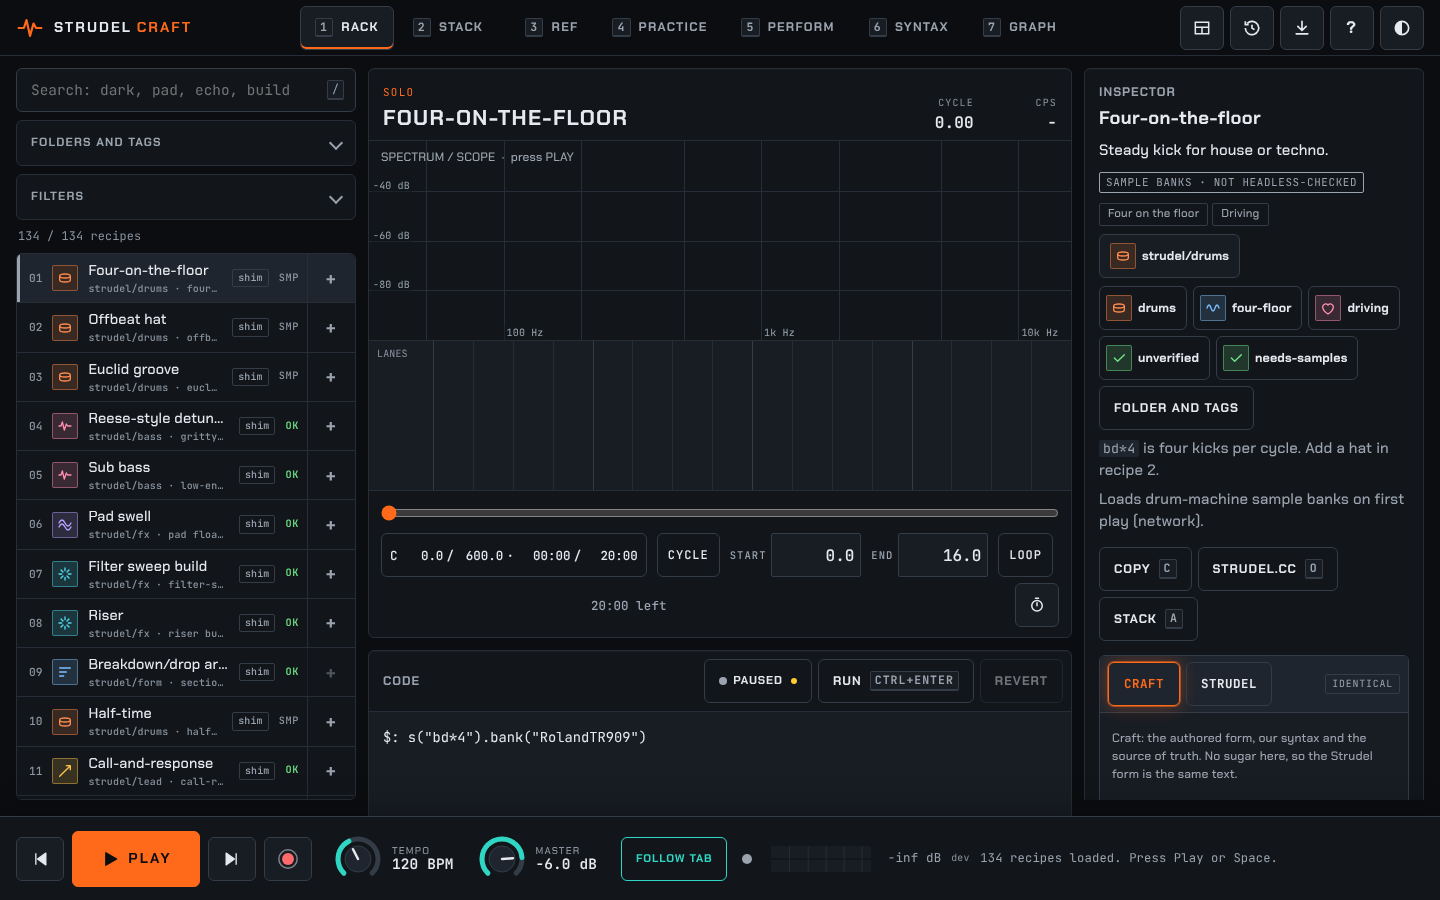 STRUDEL CRAFT
1 RACK
2 STACK
3 REF
4 PRACTICE
5 PERFORM
6 SYNTAX
7 GRAPH
?
Search: dark, pad, echo, build /
FOLDERS AND TAGS
FILTERS
134 / 134 recipes
01 Four-on-the-floor shim SMP +
strudel/drums · four…
02 Offbeat hat shim SMP +
strudel/drums · offb…
03 Euclid groove shim SMP +
strudel/drums · eucl…
04 Reese-style detun… shim OK +
strudel/bass · gritty…
05 Sub bass shim OK +
strudel/bass · low-en…
06 Pad swell shim OK +
strudel/fx · pad floa…
07 Filter sweep build shim OK +
strudel/fx · filter-s…
08 Riser shim OK +
strudel/fx · riser bu…
09 Breakdown/drop ar… shim OK +
strudel/form · sectio…
10 Half-time shim SMP +
strudel/drums · half…
11 Call-and-response shim OK +
strudel/lead · call-r…
SOLO
FOUR-ON-THE-FLOOR
CYCLE
0.00
CPS
-
SPECTRUM / SCOPE · press PLAY
-40 dB
-60 dB
-80 dB
100 Hz
1k Hz
10k Hz
LANES
C 0.0 / 600.0 · 00:00 / 20:00
CYCLE
START 0.0
END 16.0
LOOP
20:00 left
CODE
PAUSED
RUN CTRL+ENTER
REVERT
$: s("bd*4").bank("RolandTR909")
INSPECTOR
Four-on-the-floor
Steady kick for house or techno.
SAMPLE BANKS · NOT HEADLESS-CHECKED
Four on the floor
Driving
strudel/drums
drums
four-floor
driving
unverified
needs-samples
FOLDER AND TAGS
bd*4 is four kicks per cycle. Add a hat in
recipe 2.
Loads drum-machine sample banks on first
play (network).
COPY C
STRUDEL.CC O
STACK A
CRAFT
STRUDEL
IDENTICAL
Craft: the authored form, our syntax and the
source of truth. No sugar here, so the Strudel
form is the same text.
PLAY
TEMPO
120 BPM
MASTER
-6.0 dB
FOLLOW TAB
-inf dB
dev
134 recipes loaded. Press Play or Space.